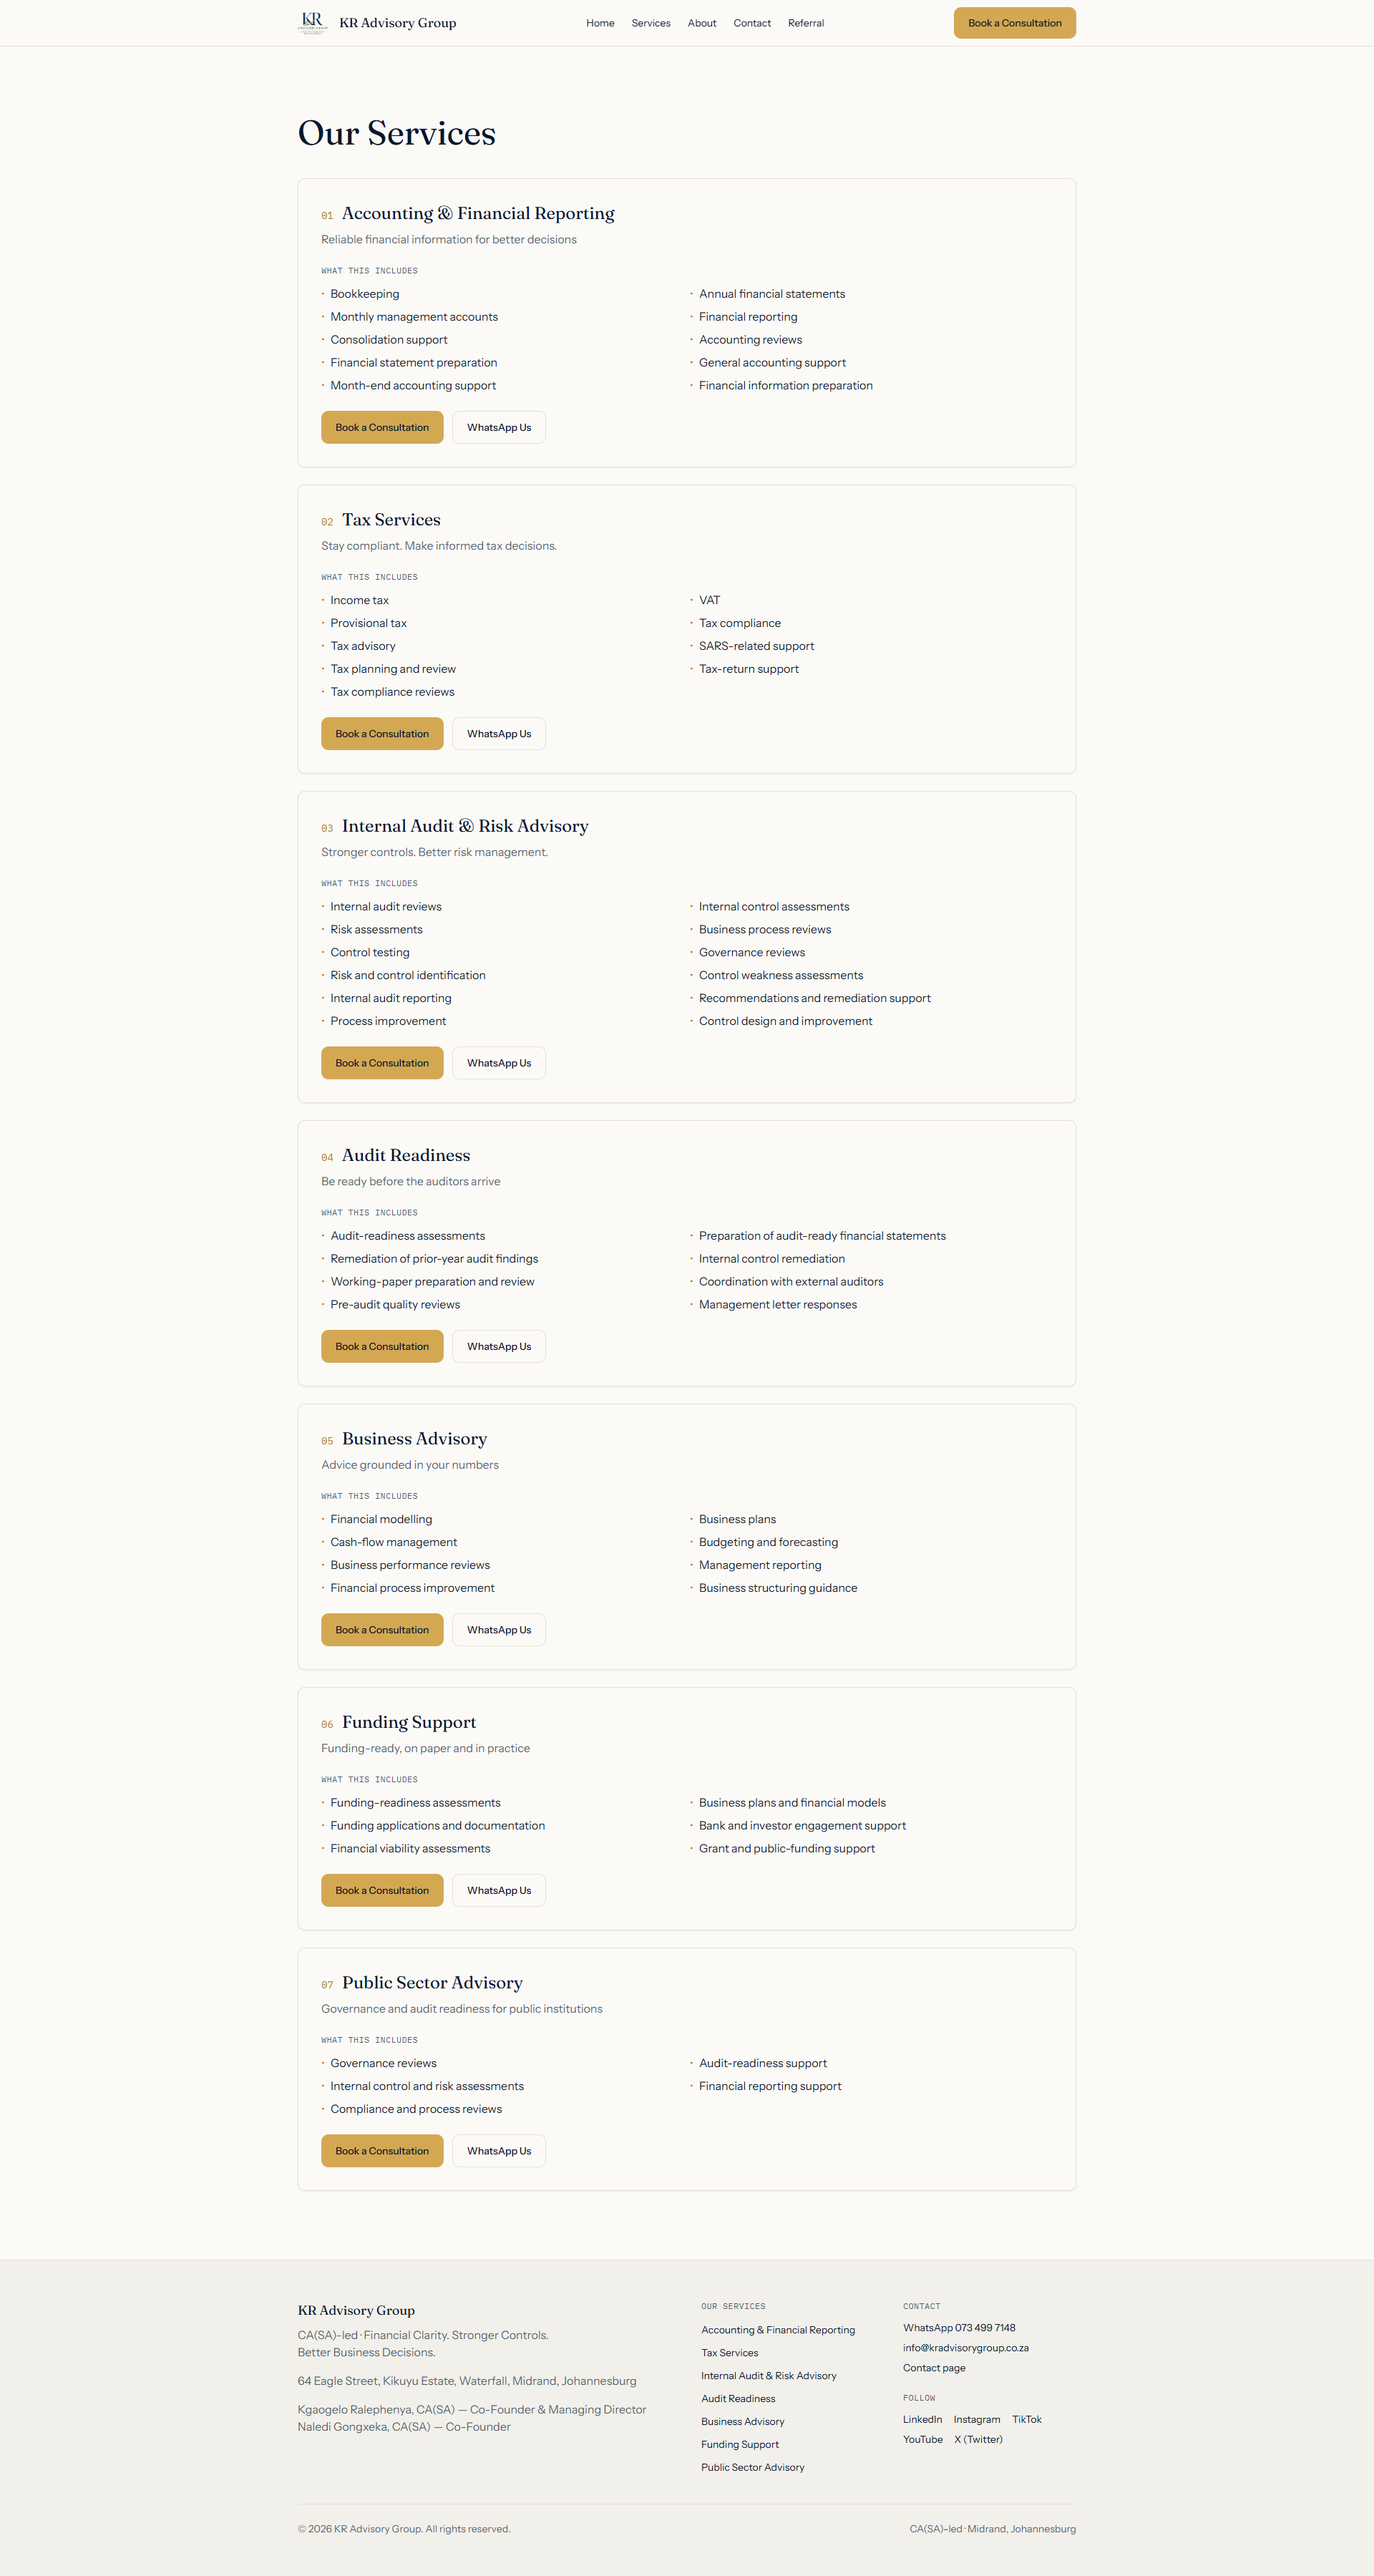 KR
KR Advisory Group
Home Services About Contact Referral
Book a Consultation
Our Services
01 Accounting & Financial Reporting
Reliable financial information for better decisions
WHAT THIS INCLUDES
· Bookkeeping · Annual financial statements
· Monthly management accounts · Financial reporting
· Consolidation support · Accounting reviews
· Financial statement preparation · General accounting support
· Month-end accounting support · Financial information preparation
Book a Consultation WhatsApp Us
02 Tax Services
Stay compliant. Make informed tax decisions.
WHAT THIS INCLUDES
· Income tax · VAT
· Provisional tax · Tax compliance
· Tax advisory · SARS-related support
· Tax planning and review · Tax-return support
· Tax compliance reviews
Book a Consultation WhatsApp Us
03 Internal Audit & Risk Advisory
Stronger controls. Better risk management.
WHAT THIS INCLUDES
· Internal audit reviews · Internal control assessments
· Risk assessments · Business process reviews
· Control testing · Governance reviews
· Risk and control identification · Control weakness assessments
· Internal audit reporting · Recommendations and remediation support
· Process improvement · Control design and improvement
Book a Consultation WhatsApp Us
04 Audit Readiness
Be ready before the auditors arrive
WHAT THIS INCLUDES
· Audit-readiness assessments · Preparation of audit-ready financial statements
· Remediation of prior-year audit findings · Internal control remediation
· Working-paper preparation and review · Coordination with external auditors
· Pre-audit quality reviews · Management letter responses
Book a Consultation WhatsApp Us
05 Business Advisory
Advice grounded in your numbers
WHAT THIS INCLUDES
· Financial modelling · Business plans
· Cash-flow management · Budgeting and forecasting
· Business performance reviews · Management reporting
· Financial process improvement · Business structuring guidance
Book a Consultation WhatsApp Us
06 Funding Support
Funding-ready, on paper and in practice
WHAT THIS INCLUDES
· Funding-readiness assessments · Business plans and financial models
· Funding applications and documentation · Bank and investor engagement support
· Financial viability assessments · Grant and public-funding support
Book a Consultation WhatsApp Us
07 Public Sector Advisory
Governance and audit readiness for public institutions
WHAT THIS INCLUDES
· Governance reviews · Audit-readiness support
· Internal control and risk assessments · Financial reporting support
· Compliance and process reviews
Book a Consultation WhatsApp Us
KR Advisory Group
CA(SA)-led · Financial Clarity. Stronger Controls.
Better Business Decisions.
64 Eagle Street, Kikuyu Estate, Waterfall, Midrand, Johannesburg
Kgaogelo Ralephenya, CA(SA) — Co-Founder & Managing Director
Naledi Gongxeka, CA(SA) — Co-Founder
OUR SERVICES
Accounting & Financial Reporting
Tax Services
Internal Audit & Risk Advisory
Audit Readiness
Business Advisory
Funding Support
Public Sector Advisory
CONTACT
WhatsApp 073 499 7148
info@kradvisorygroup.co.za
Contact page
FOLLOW
LinkedIn Instagram TikTok
YouTube X (Twitter)
© 2026 KR Advisory Group. All rights reserved.
CA(SA)-led · Midrand, Johannesburg